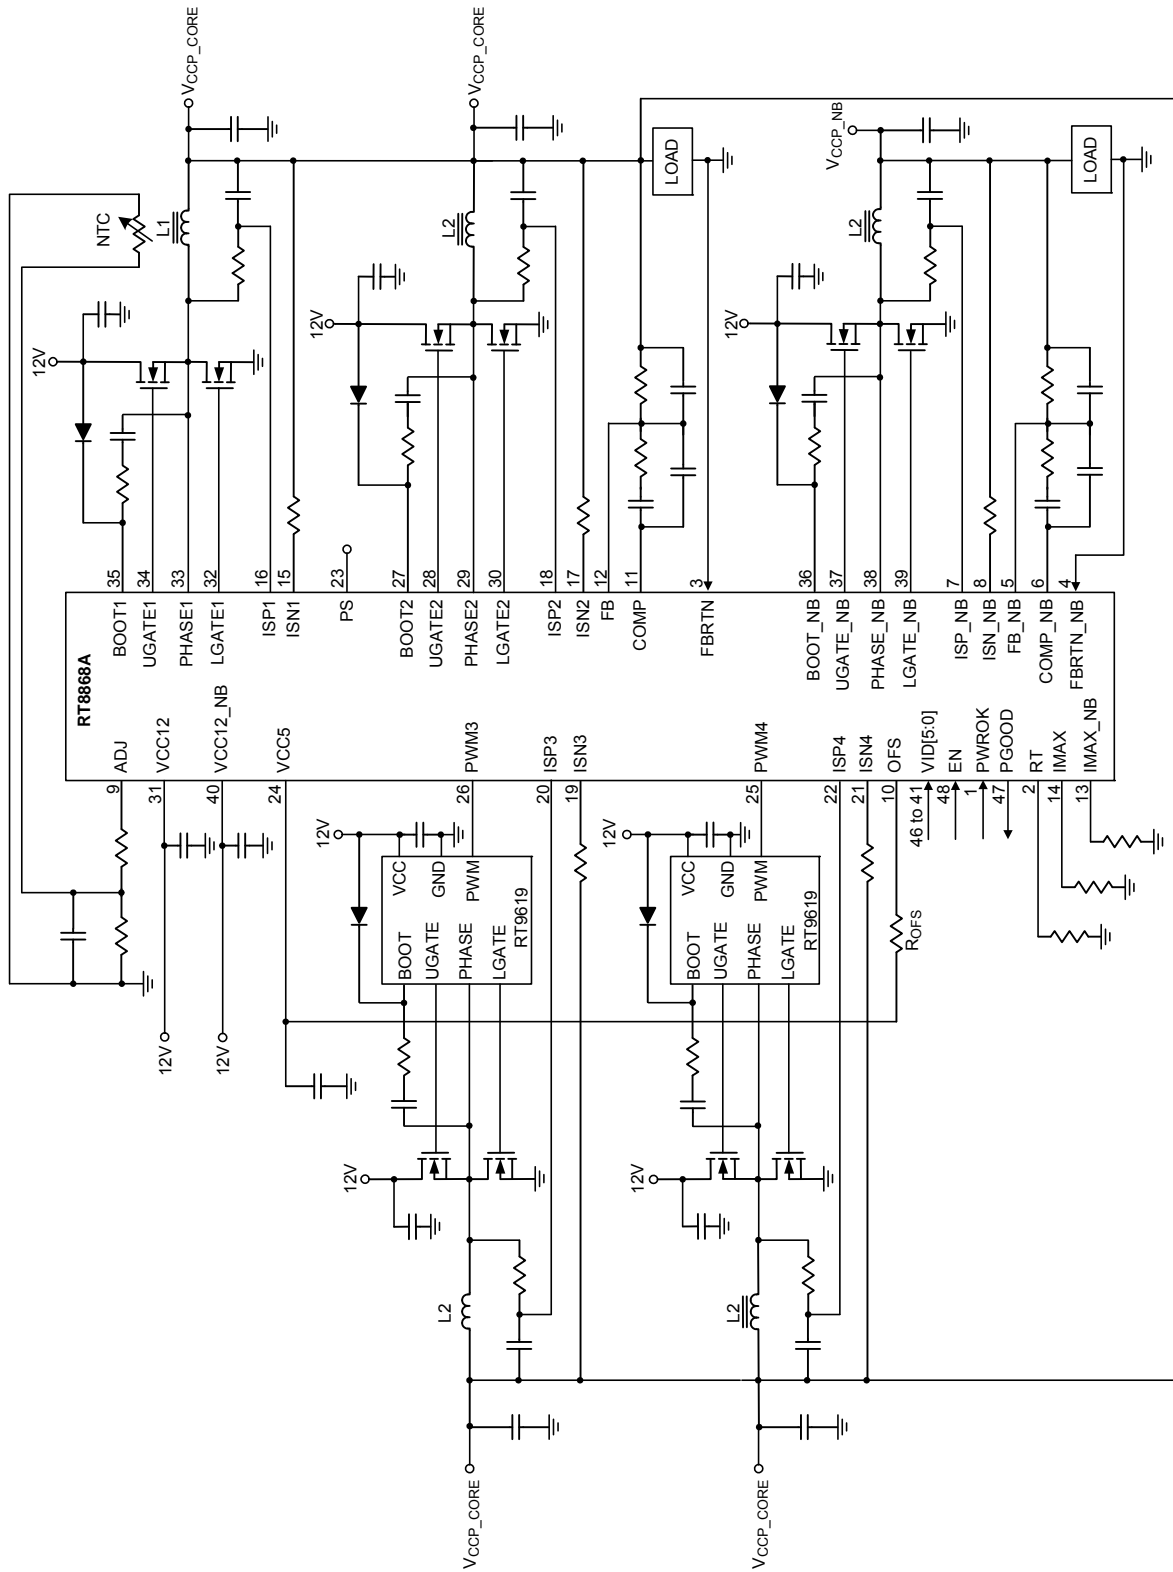 RT8868A
ADJ
9
VCC12
31
VCC12_NB
40
VCC5
24
PWM3
26
ISP3
20
ISN3
19
PWM4
25
ISP4
22
ISN4
21
OFS
10
VID[5:0]
46 to 41
EN
48
PWROK
1
PGOOD
47
RT
2
IMAX
14
IMAX_NB
13
BOOT1
35
UGATE1
34
PHASE1
33
LGATE1
32
ISP1
16
ISN1
15
PS
23
BOOT2
27
UGATE2
28
PHASE2
29
LGATE2
30
ISP2
18
ISN2
17
FB
12
COMP
11
FBRTN
3
BOOT_NB
36
UGATE_NB
37
PHASE_NB
38
LGATE_NB
39
ISP_NB
7
ISN_NB
8
FB_NB
5
COMP_NB
6
FBRTN_NB
4
12V
NTC
L1
VCCP_CORE
12V
L2
VCCP_CORE
LOAD
12V
L2
VCCP_NB
LOAD
12V
12V
12V
VCC
GND
PWM
BOOT
UGATE
PHASE
LGATE
RT9619
12V
L2
VCCP_CORE
12V
VCC
GND
PWM
BOOT
UGATE
PHASE
LGATE
RT9619
ROFS
12V
L2
VCCP_CORE